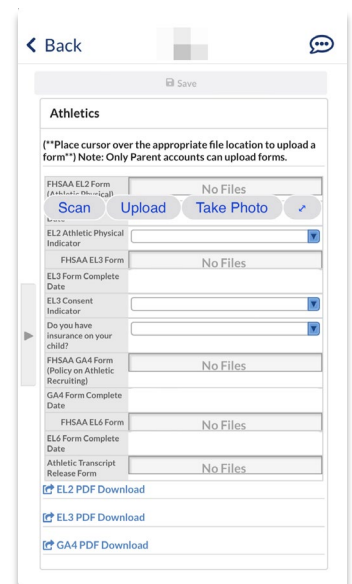 Back
Save
Athletics
(**Place cursor over the appropriate file location to upload a
form**) Note: Only Parent accounts can upload forms.
FHSAA EL2 Form
(Athletic Physical)
No Files
Scan Upload Take Photo
Date
EL2 Athletic Physical
Indicator
FHSAA EL3 Form
No Files
EL3 Form Complete
Date
EL3 Consent
Indicator
Do you have
insurance on your
child?
FHSAA GA4 Form
(Policy on Athletic
Recruiting)
No Files
GA4 Form Complete
Date
FHSAA EL6 Form
No Files
EL6 Form Complete
Date
Athletic Transcript
Release Form
No Files
EL2 PDF Download
EL3 PDF Download
GA4 PDF Download